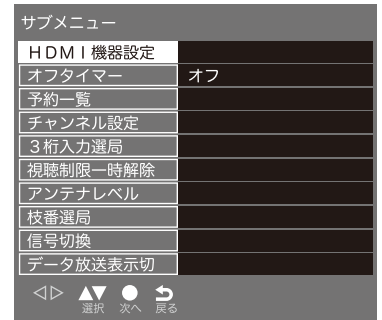 サブメニュー
ＨＤＭＩ機器設定
オフタイマー オフ
予約一覧
チャンネル設定
３桁入力選局
視聴制限一時解除
アンテナレベル
枝番選局
信号切換
データ放送表示切
選択 次へ 戻る